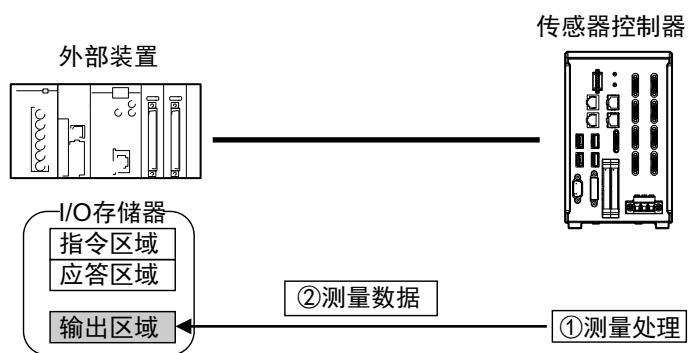 传感器控制器
外部装置
I/O存储器
指令区域
应答区域
②测量数据
输出区域
①测量处理